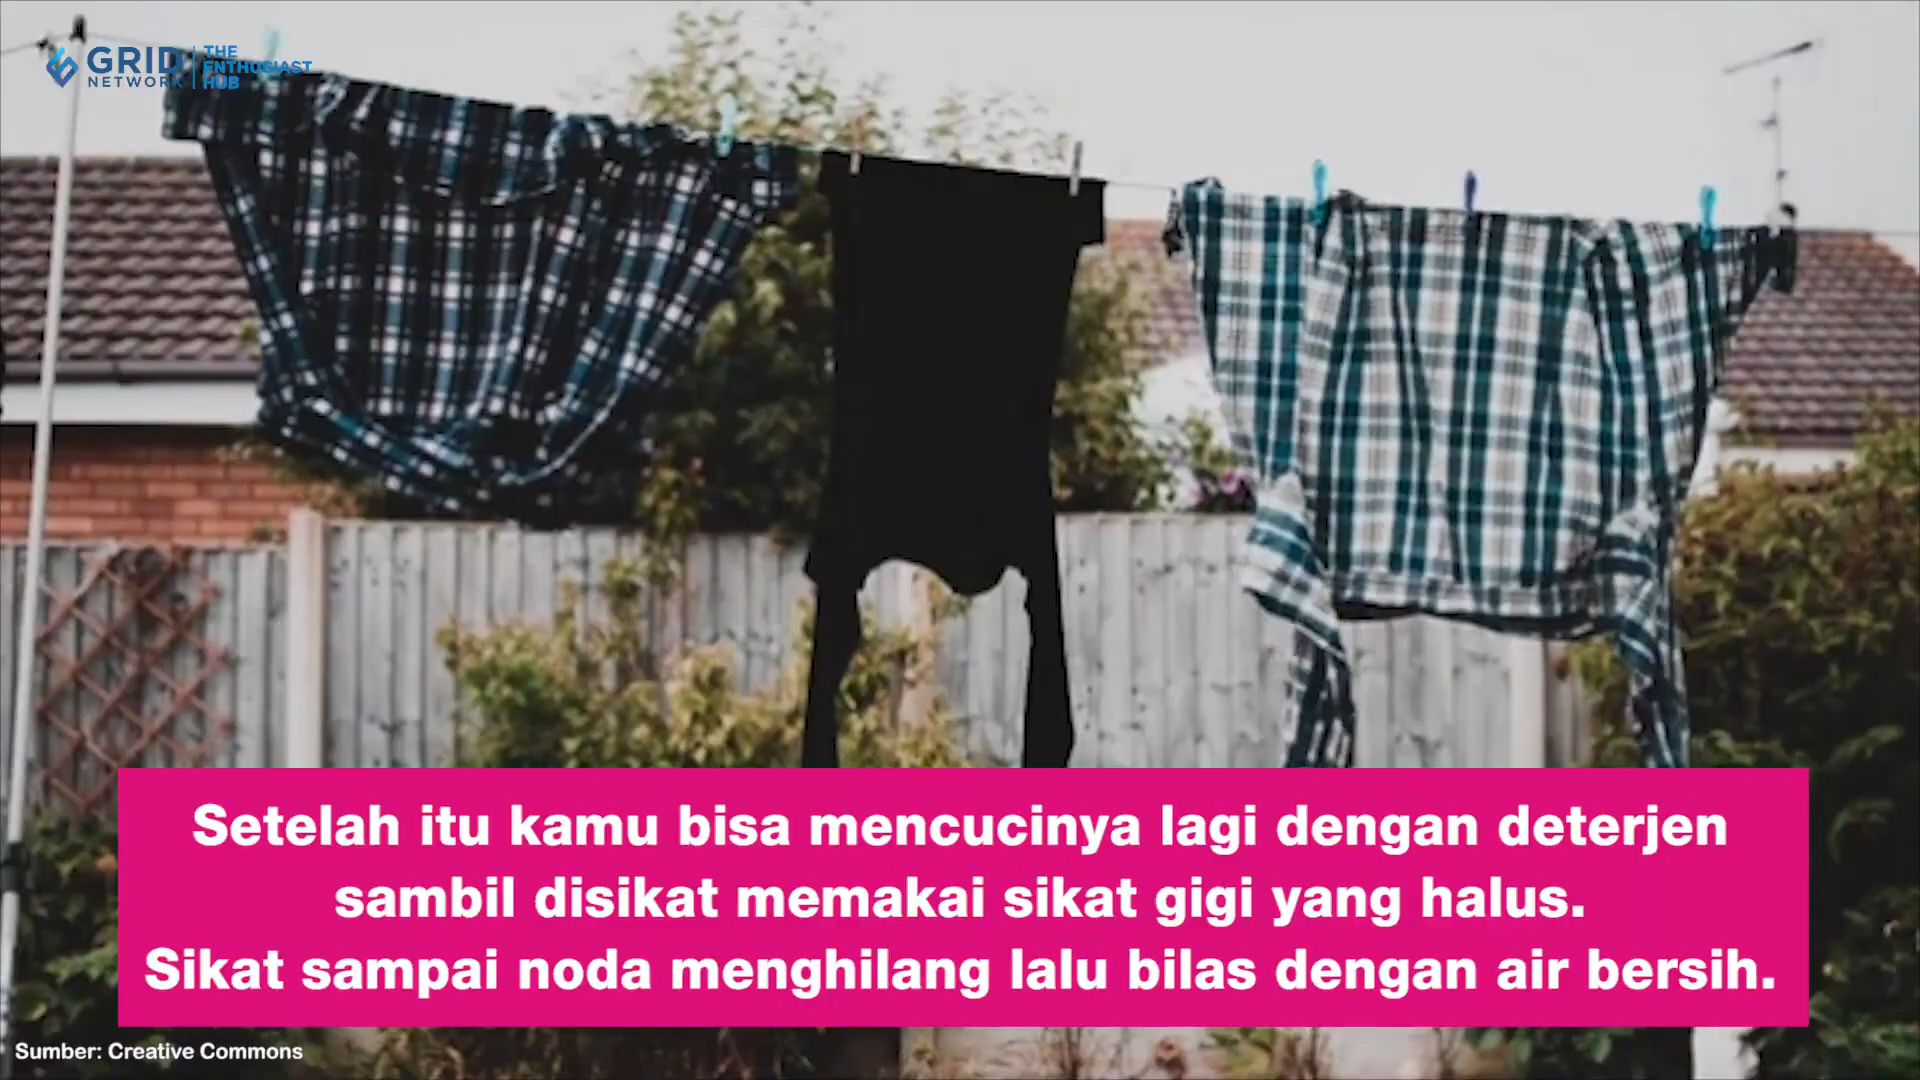 GRID
NETWORK
THE
ENTHUSIAST
HUB
Setelah itu kamu bisa mencucinya lagi dengan deterjen
sambil disikat memakai sikat gigi yang halus.
Sikat sampai noda menghilang lalu bilas dengan air bersih.
Sumber: Creative Commons